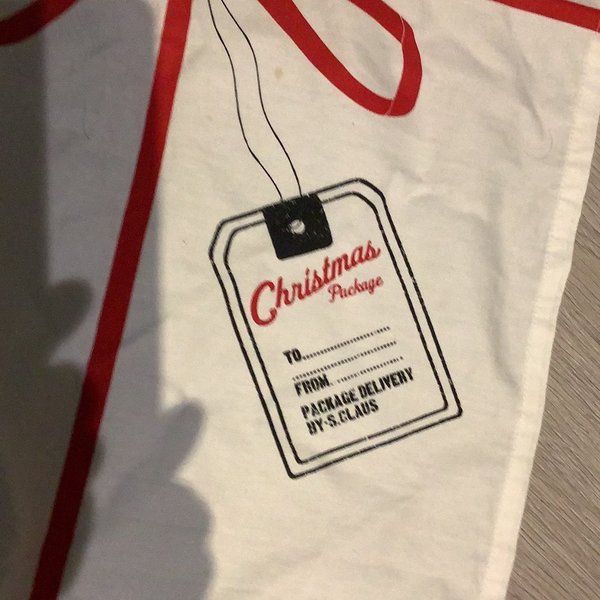 Christmas
Package
TO...........................
................................
FROM. ....................
PACKAGE DELIVERY
BY-S.CLAUS